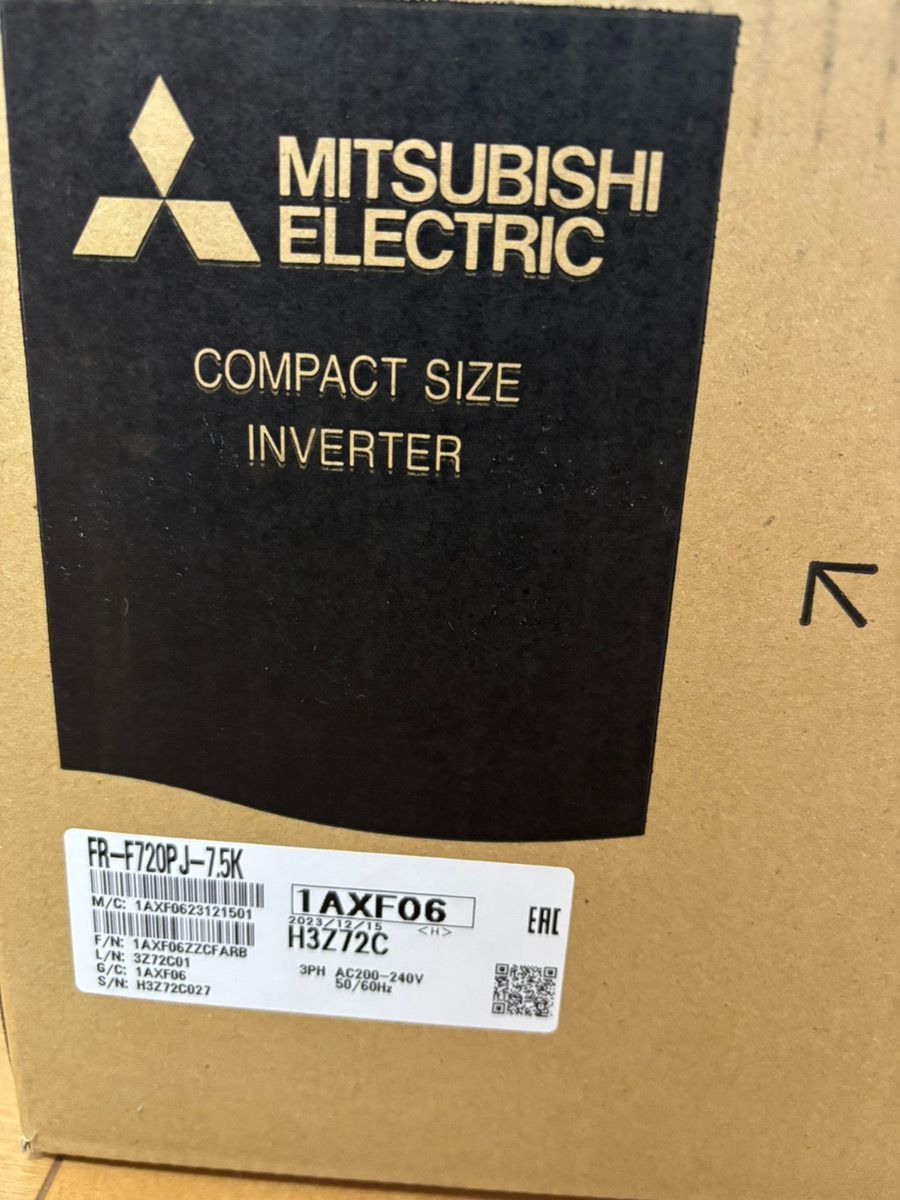 MITSUBISHI
ELECTRIC
COMPACT SIZE
INVERTER
FR-F720PJ-7.5K
M/C: 1AXF0623121501
F/N: 1AXF06ZZCFARB
L/N: 3Z72C01
G/C: 1AXF06
S/N: H3Z72C027
1AXF06
2023/12/15
<H>
H3Z72C
3PH AC200-240V
50/60Hz
EAC